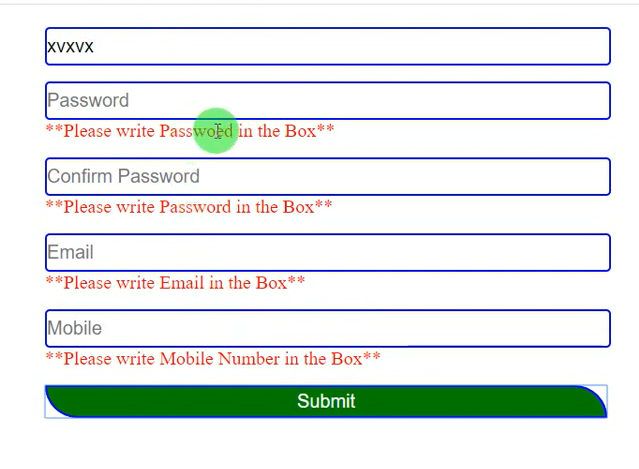 xvxvx
Password
**Please write Passwoed in the Box**
Confirm Password
**Please write Password in the Box**
Email
**Please write Email in the Box**
Mobile
**Please write Mobile Number in the Box**
Submit